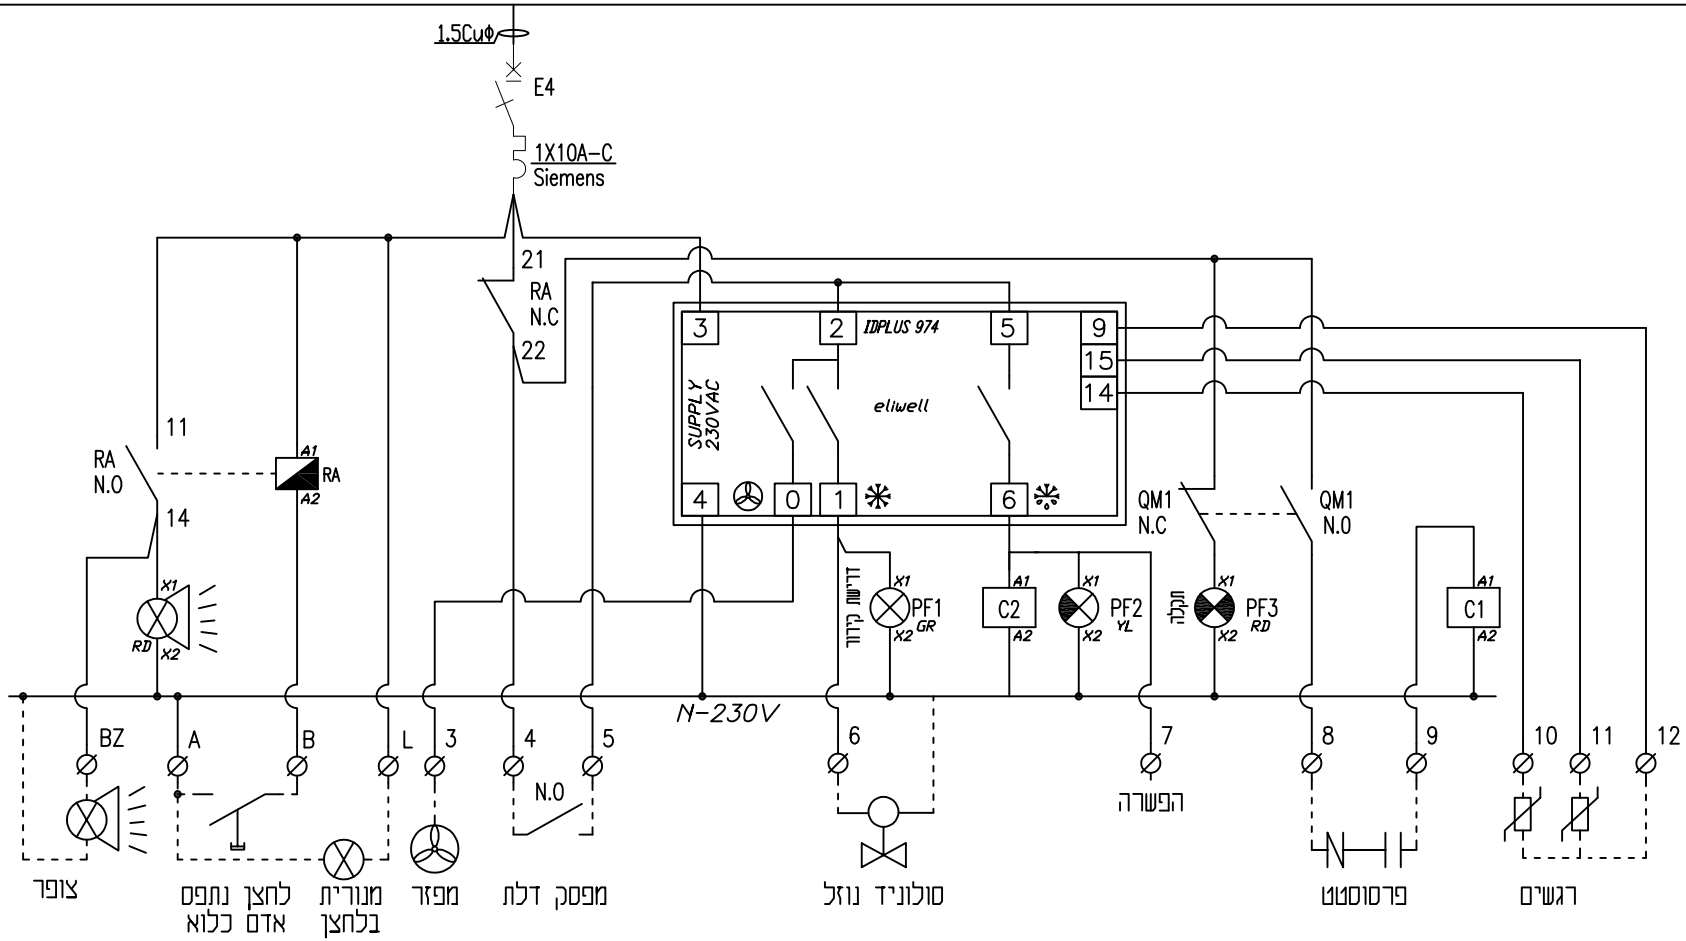 1.5CuΦ
E4
1X10A-C
Siemens
21
RA
N.C
22
3
2
IDPLUS 974
5
9
15
14
SUPPLY
230VAC
eliwell
4
0
1
6
11
RA
N.O
14
A1
RA
A2
X1
RD
X2
QM1
N.C
QM1
N.O
דרישת קירור
X1
PF1
GR
X2
A1
C2
A2
X1
PF2
YL
X2
תקלה
X1
PF3
RD
X2
A1
C1
A2
N-230V
BZ
A
B
L
3
4
5
6
7
8
9
10
11
12
N.O
הפשרה
צופר
לחצן נתפס
אדם כלוא
מנורית
בלחצן
מפזר
מפסק דלת
סולוניד נוזל
פרסוסטט
רגשים